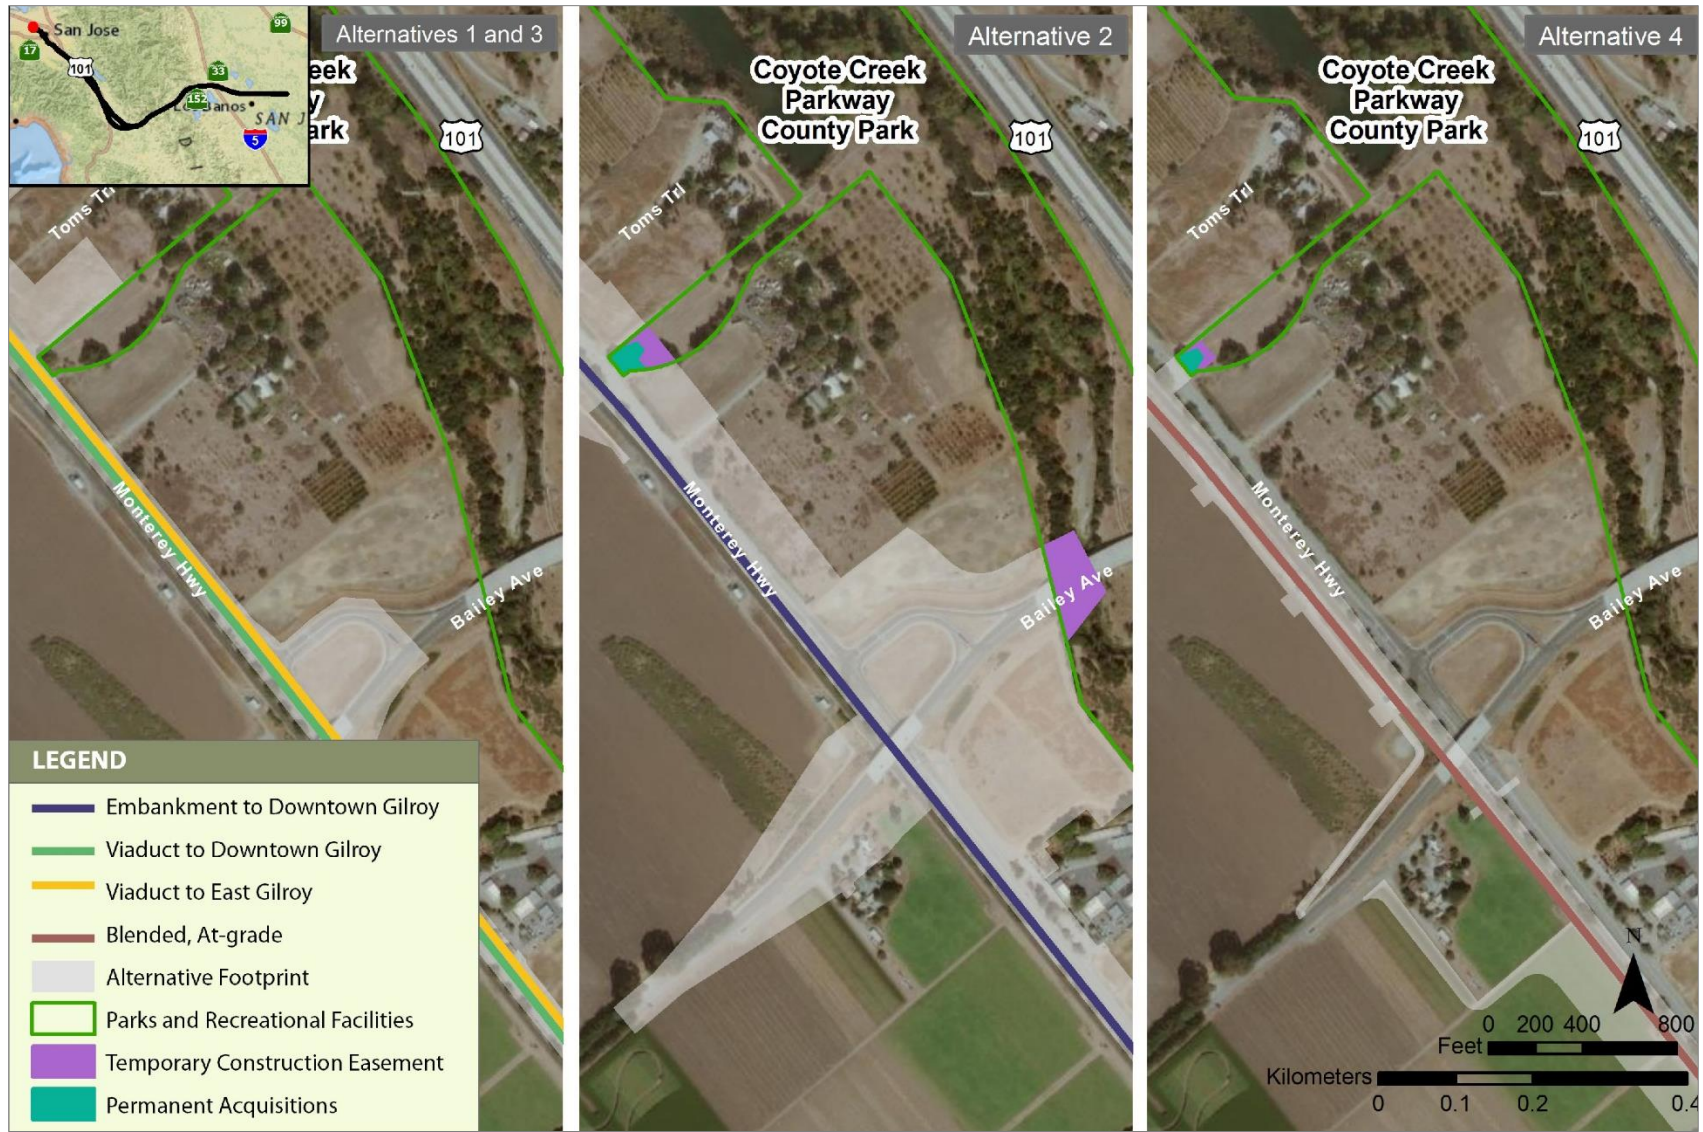 San Jose
17
101
99
33
152
Banos
SAN J
D I
5
Alternatives 1 and 3
eek
y
ark
101
Toms Trl
Monterey Hwy
Bailey Ave
LEGEND
Embankment to Downtown Gilroy
Viaduct to Downtown Gilroy
Viaduct to East Gilroy
Blended, At-grade
Alternative Footprint
Parks and Recreational Facilities
Temporary Construction Easement
Permanent Acquisitions
Alternative 2
Coyote Creek
Parkway
County Park
101
Toms Trl
Monterey Hwy
Bailey Ave
Alternative 4
Coyote Creek
Parkway
County Park
101
Toms Trl
Monterey Hwy
Bailey Ave
N
0 200 400 800
Feet
Kilometers
0 0.1 0.2 0.4